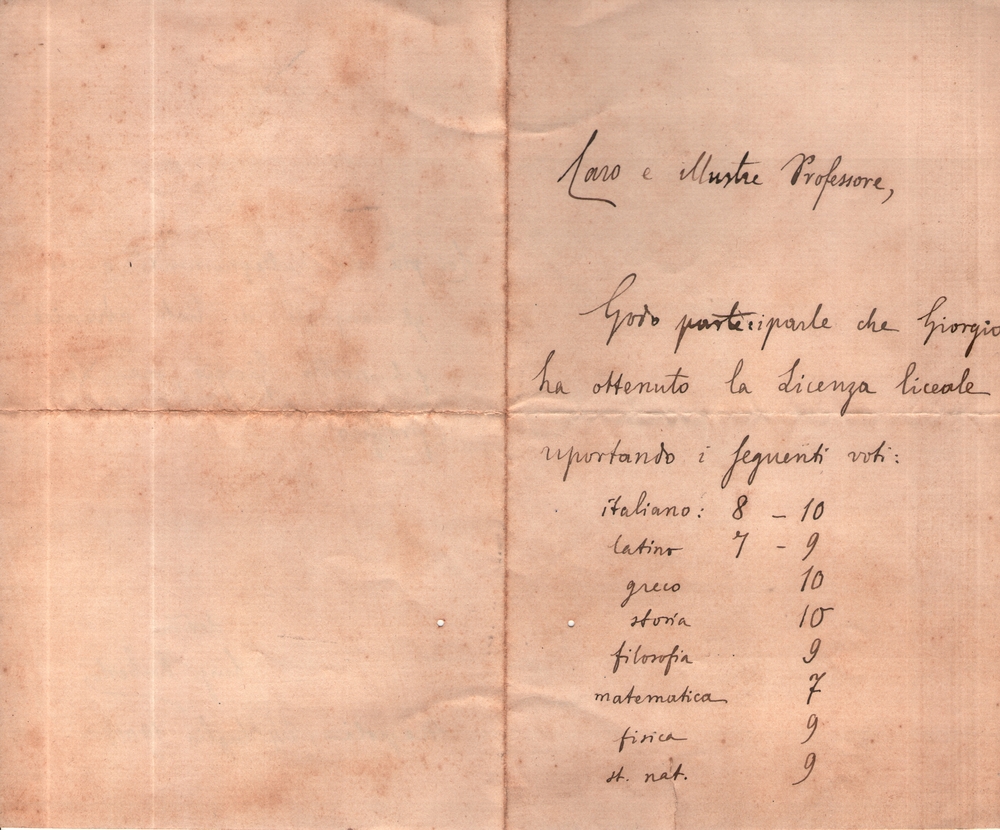 Caro e illustre Professore,
Godo parteciparle che Giorgio
ha ottenuto la Licenza liceale
riportando i seguenti voti:
italiano: 8 - 10
latino 7 - 9
greco 10
storia 10
filosofia 9
matematica 7
fisica 9
st. nat. 9